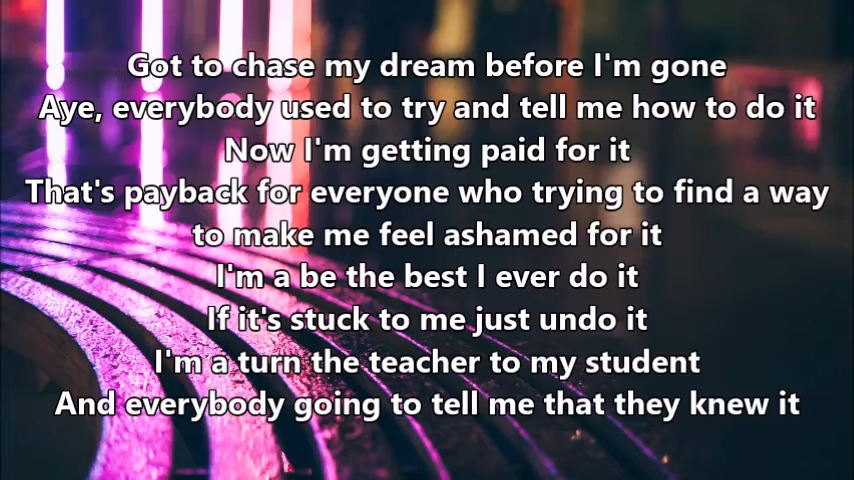 Got to chase my dream before I'm gone
Aye, everybody used to try and tell me how to do it
Now I'm getting paid for it
That's payback for everyone who trying to find a way
to make me feel ashamed for it
I'm a be the best I ever do it
If it's stuck to me just undo it
I'm a turn the teacher to my student
And everybody going to tell me that they knew it